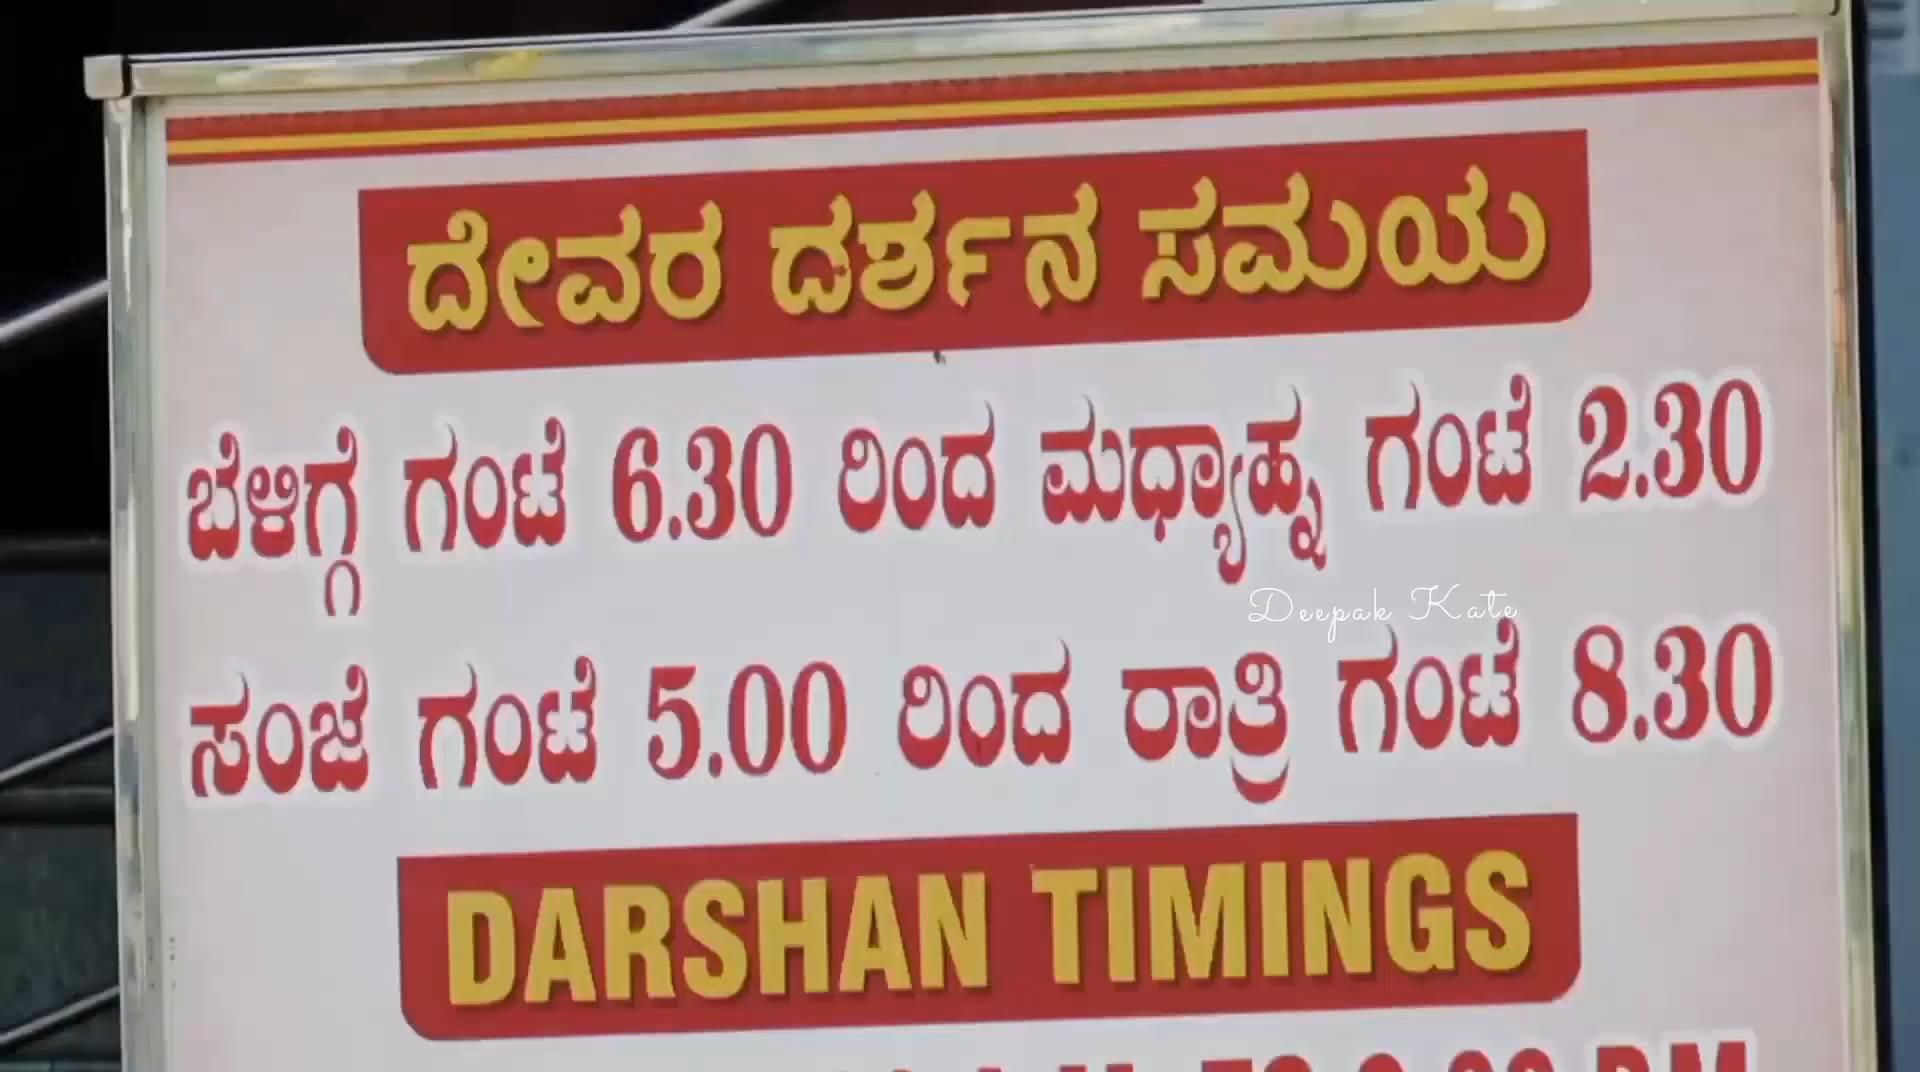 ದೇವರ ದರ್ಶನ ಸಮಯ
ಬೆಳಿಗ್ಗೆ ಗಂಟೆ 6.30 ರಿಂದ ಮಧ್ಯಾಹ್ನ ಗಂಟೆ 2.30
Deepak Kate
ಸಂಜೆ ಗಂಟೆ 5.00 ರಿಂದ ರಾತ್ರಿ ಗಂಟೆ 8.30
DARSHAN TIMINGS